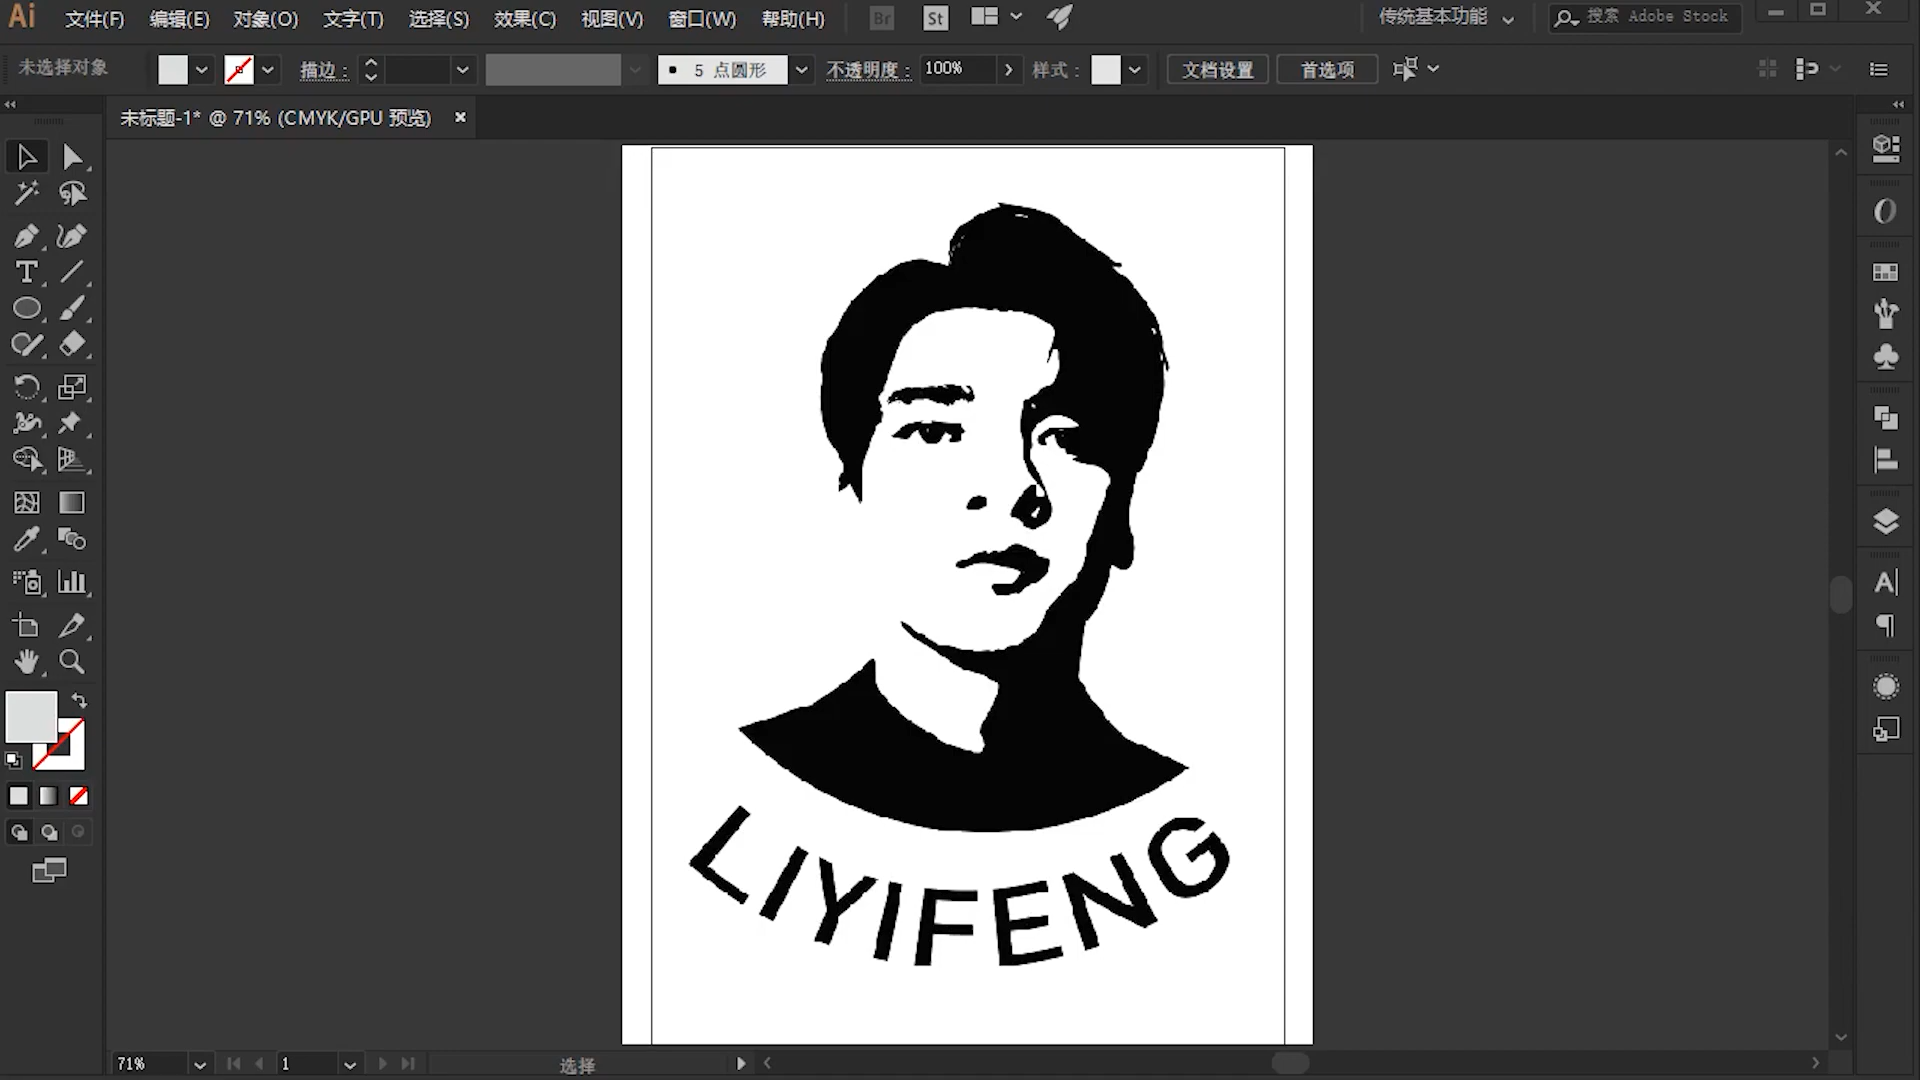 Ai 文件(F) 编辑(E) 对象(O) 文字(T) 选择(S) 效果(C) 视图(V) 窗口(W) 帮助(H) Br St 传统基本功能 搜索 Adobe Stock
未选择对象 描边: 5 点圆形 不透明度: 100% 样式: 文档设置 首选项
未标题-1* @ 71% (CMYK/GPU 预览)
LIYIFENG
71% 1 选择